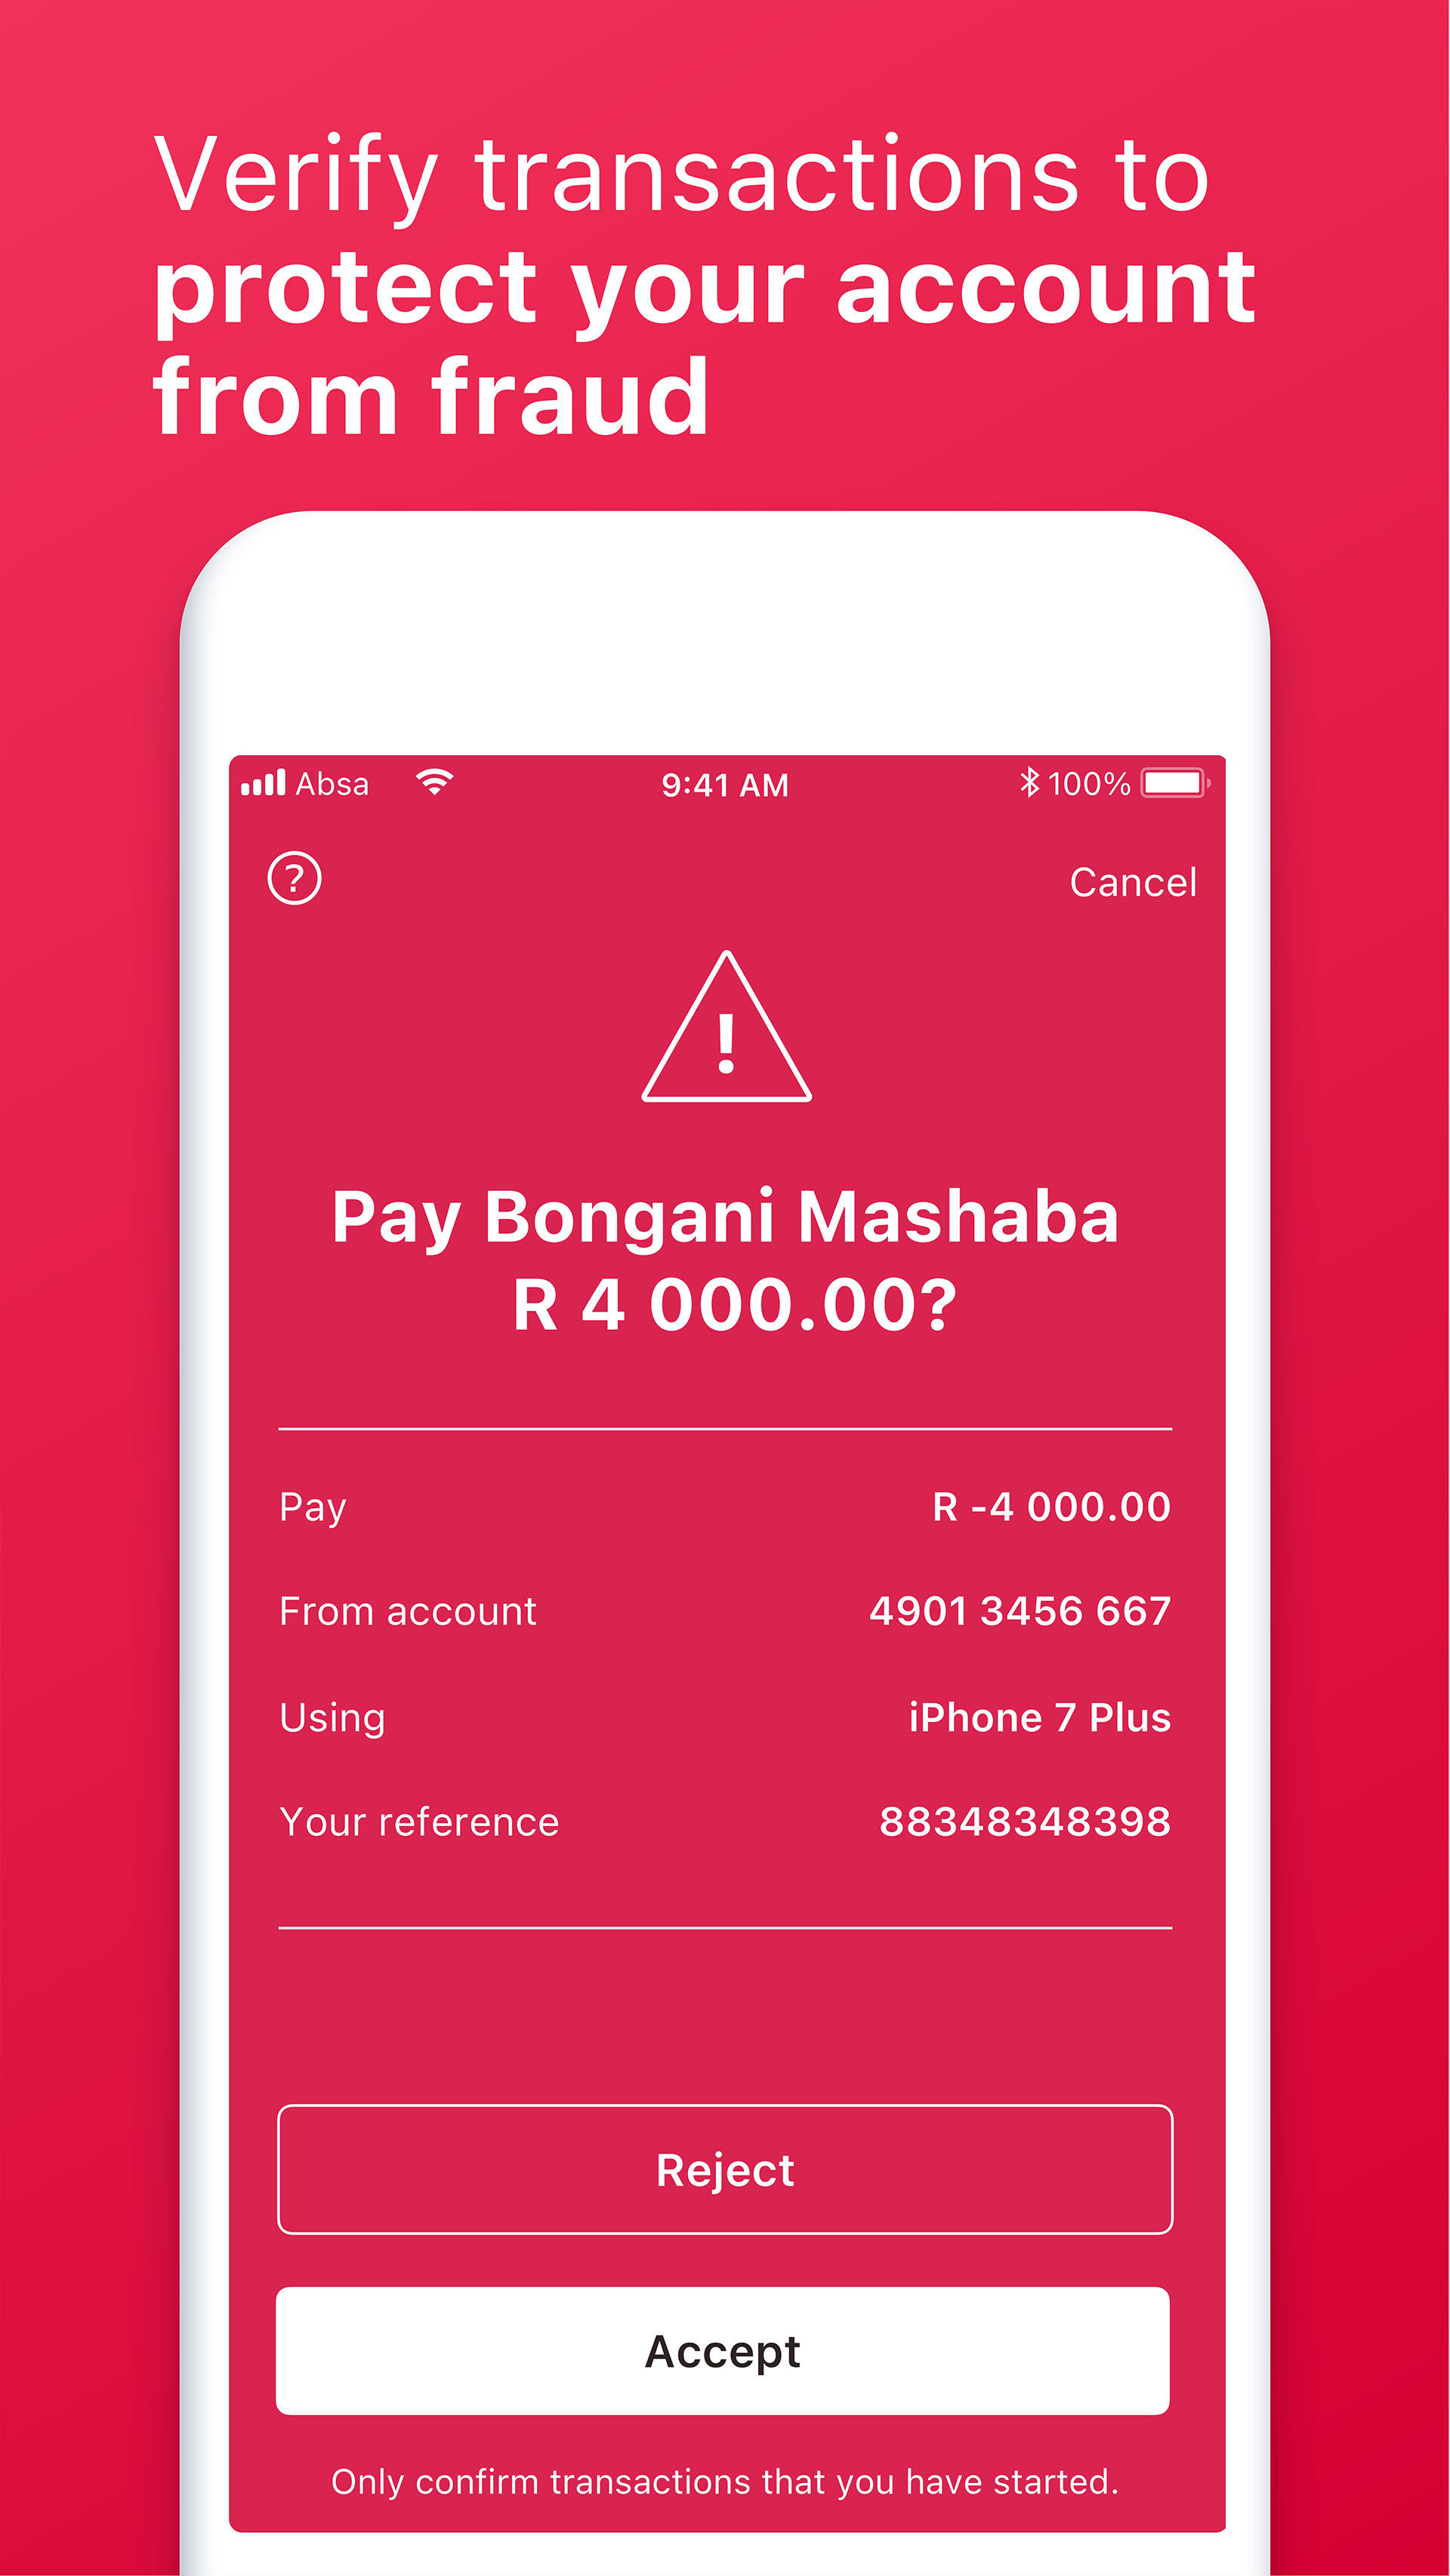 Verify transactions to
protect your account
from fraud
Absa 9:41 AM 100%
? Cancel
!
Pay Bongani Mashaba
R 4 000.00?
Pay R -4 000.00
From account 4901 3456 667
Using iPhone 7 Plus
Your reference 88348348398
Reject
Accept
Only confirm transactions that you have started.